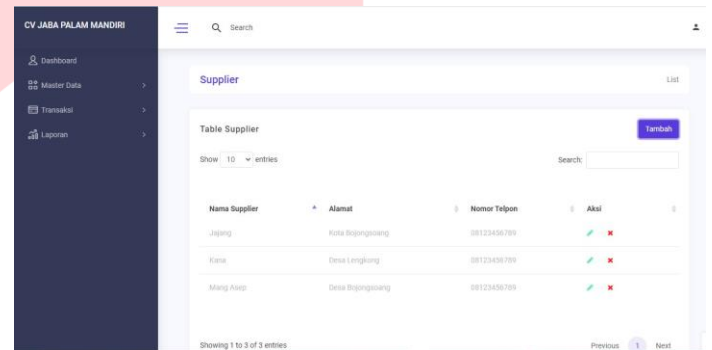 CV JABA PALAM MANDIRI
Search
Dashboard
Master Data
Transaksi
Laporan
Supplier List
Table Supplier Tambah
Show 10 entries Search:
Nama Supplier Alamat Nomor Telpon Aksi
Jajang Kota Bojongsoang 08123456789
Kana Desa Lengkong 08123456789
Mang Asep Desa Bojongsoang 08123456789
Showing 1 to 3 of 3 entries Previous 1 Next